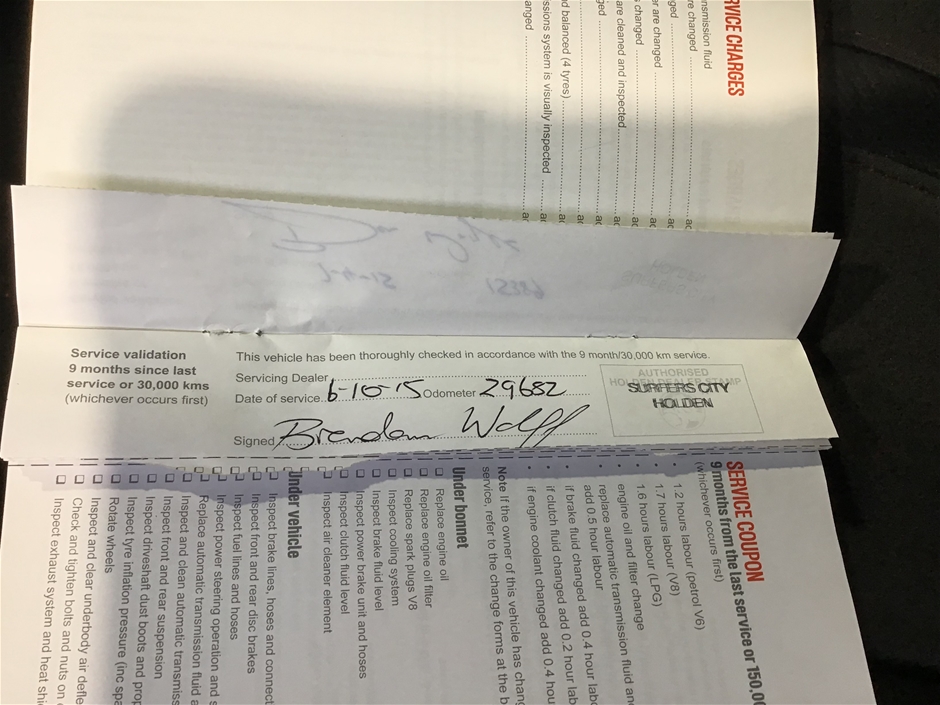 SERVICE CHARGES
nsmission fluid
re changed
ged
er are changed
s changed
are cleaned and inspected
ged
nd balanced (4 tyres)
ssions system is visually inspected
anged
Service validation
9 months since last
service or 30,000 kms
(whichever occurs first)
This vehicle has been thoroughly checked in accordance with the 9 month/30,000 km service.
Servicing Dealer
Date of service 6-10-15 Odometer 29682
Signed Brendan Wolff
AUTHORISED
HOLDEN DEALER STAMP
SURFERS CITY
HOLDEN
SERVICE COUPON
9 months from the last service or 150,00
(whichever occurs first)
• 1.2 hours labour (petrol V6)
• 1.7 hours labour (V8)
• 1.6 hours labour (LPG)
engine oil and filter change
• replace automatic transmission fluid and
add 0.5 hour labour
• if brake fluid changed add 0.4 hour labo
• if clutch fluid changed add 0.2 hour lab
• if engine coolant changed add 0.4 hou
Note If the owner of this vehicle has chang
service, refer to the change forms at the b
Under bonnet
Replace engine oil
Replace engine oil filter
Replace spark plugs V8
Inspect cooling system
Inspect brake fluid level
Inspect power brake unit and hoses
Inspect clutch fluid level
Inspect air cleaner element
Under vehicle
Inspect brake lines, hoses and connect
Inspect front and rear disc brakes
Inspect fuel lines and hoses
Inspect power steering operation and s
Replace automatic transmission fluid a
Inspect and clean automatic transmiss
Inspect front and rear suspension
Inspect driveshaft dust boots and prop
Inspect tyre inflation pressure (inc spa
Rotate wheels
Inspect and clear underbody air defle
Check and tighten bolts and nuts on
Inspect exhaust system and heat shi